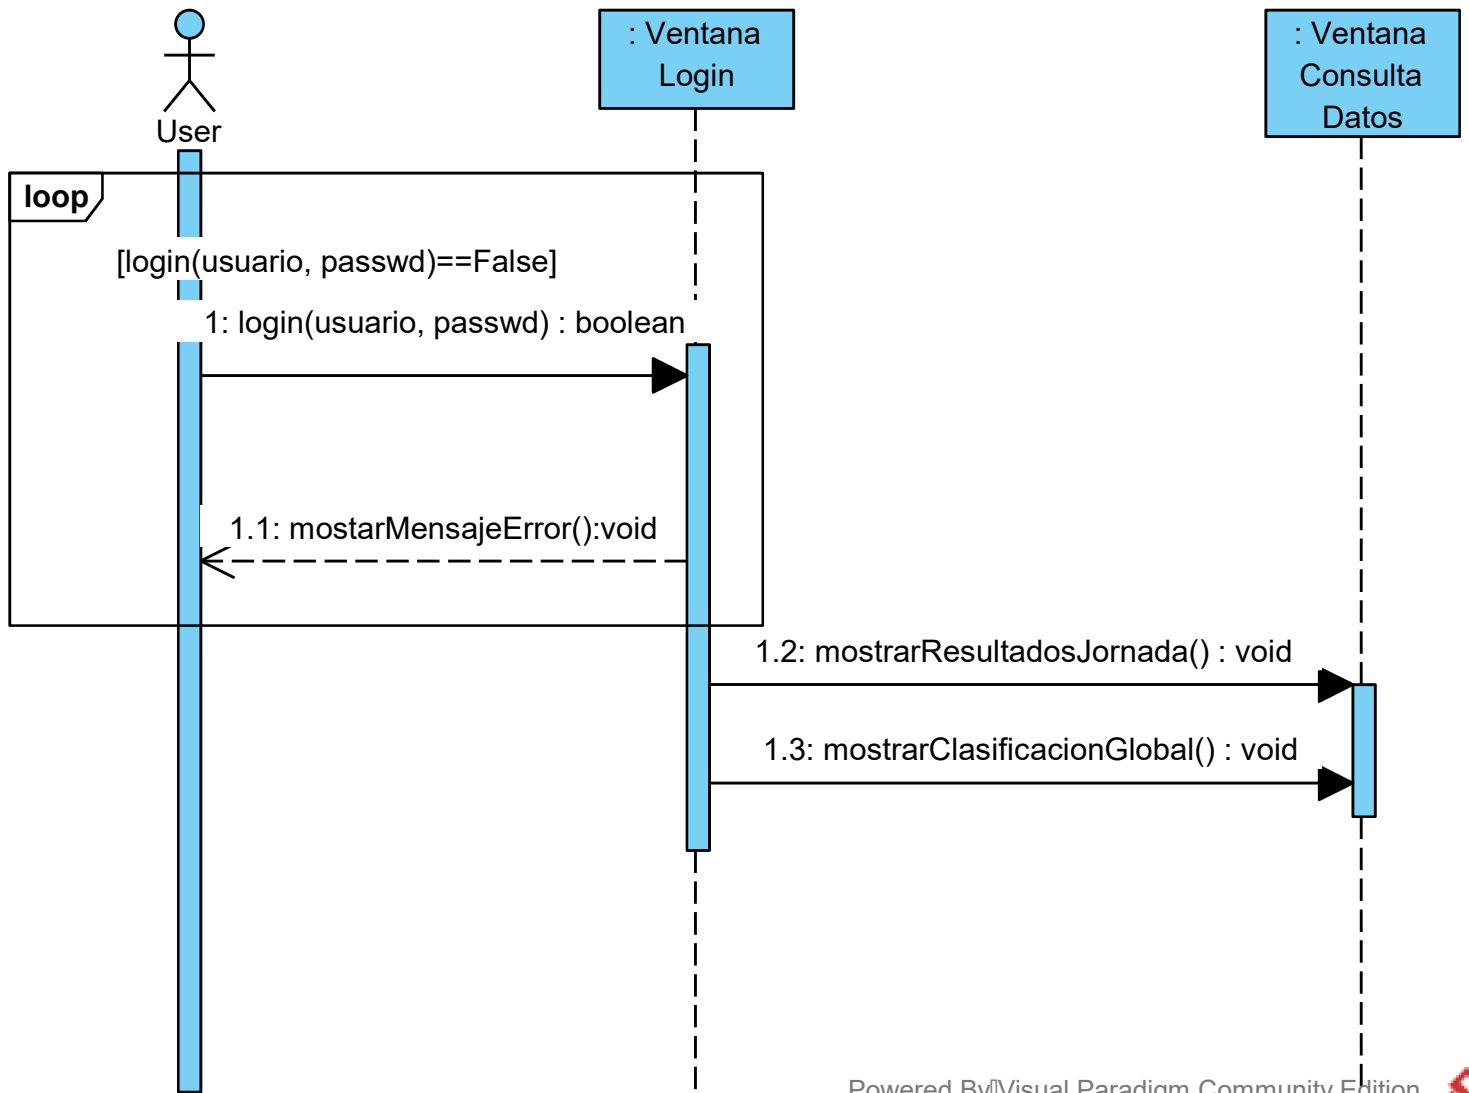 User
: Ventana
Login
: Ventana
Consulta
Datos
loop
[login(usuario, passwd)==False]
1: login(usuario, passwd) : boolean
1.1: mostarMensajeError():void
1.2: mostrarResultadosJornada() : void
1.3: mostrarClasificacionGlobal() : void
Powered By Visual Paradigm Community Edition